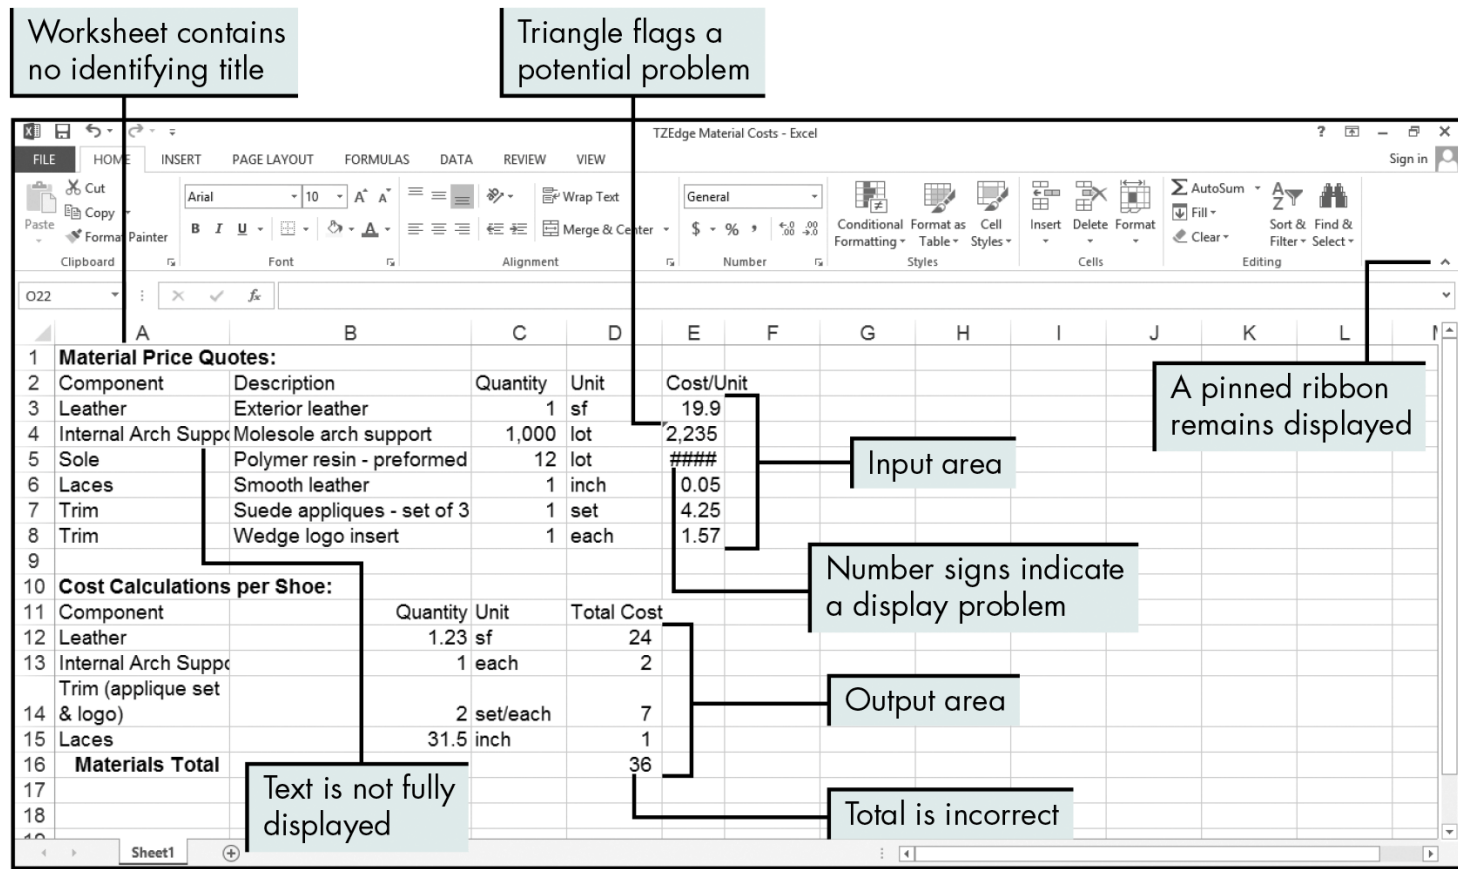 Worksheet contains
no identifying title
Triangle flags a
potential problem
TZEdge Material Costs - Excel
?
FILE HOME INSERT PAGE LAYOUT FORMULAS DATA REVIEW VIEW Sign in
Paste
Cut
Copy
Format Painter
Clipboard
Arial 10 A A
B I U A
Font
Wrap Text
Merge & Center
Alignment
General
$ % ,
Number
Conditional Formatting
Format as Table
Cell Styles
Styles
Insert Delete Format
Cells
AutoSum
Fill
Clear
Sort & Filter
Find & Select
Editing
O22 fx
A B C D E F G H I J K L
1 Material Price Quotes:
2 Component Description Quantity Unit Cost/Unit
3 Leather Exterior leather 1 sf 19.9
4 Internal Arch Suppo Molesole arch support 1,000 lot 2,235
5 Sole Polymer resin - preformed 12 lot ####
6 Laces Smooth leather 1 inch 0.05
7 Trim Suede appliques - set of 3 1 set 4.25
8 Trim Wedge logo insert 1 each 1.57
9
10 Cost Calculations per Shoe:
11 Component Quantity Unit Total Cost
12 Leather 1.23 sf 24
13 Internal Arch Suppo 1 each 2
Trim (applique set
14 & logo) 2 set/each 7
15 Laces 31.5 inch 1
16 Materials Total 36
17
18
Sheet1
A pinned ribbon
remains displayed
Input area
Number signs indicate
a display problem
Output area
Text is not fully
displayed
Total is incorrect